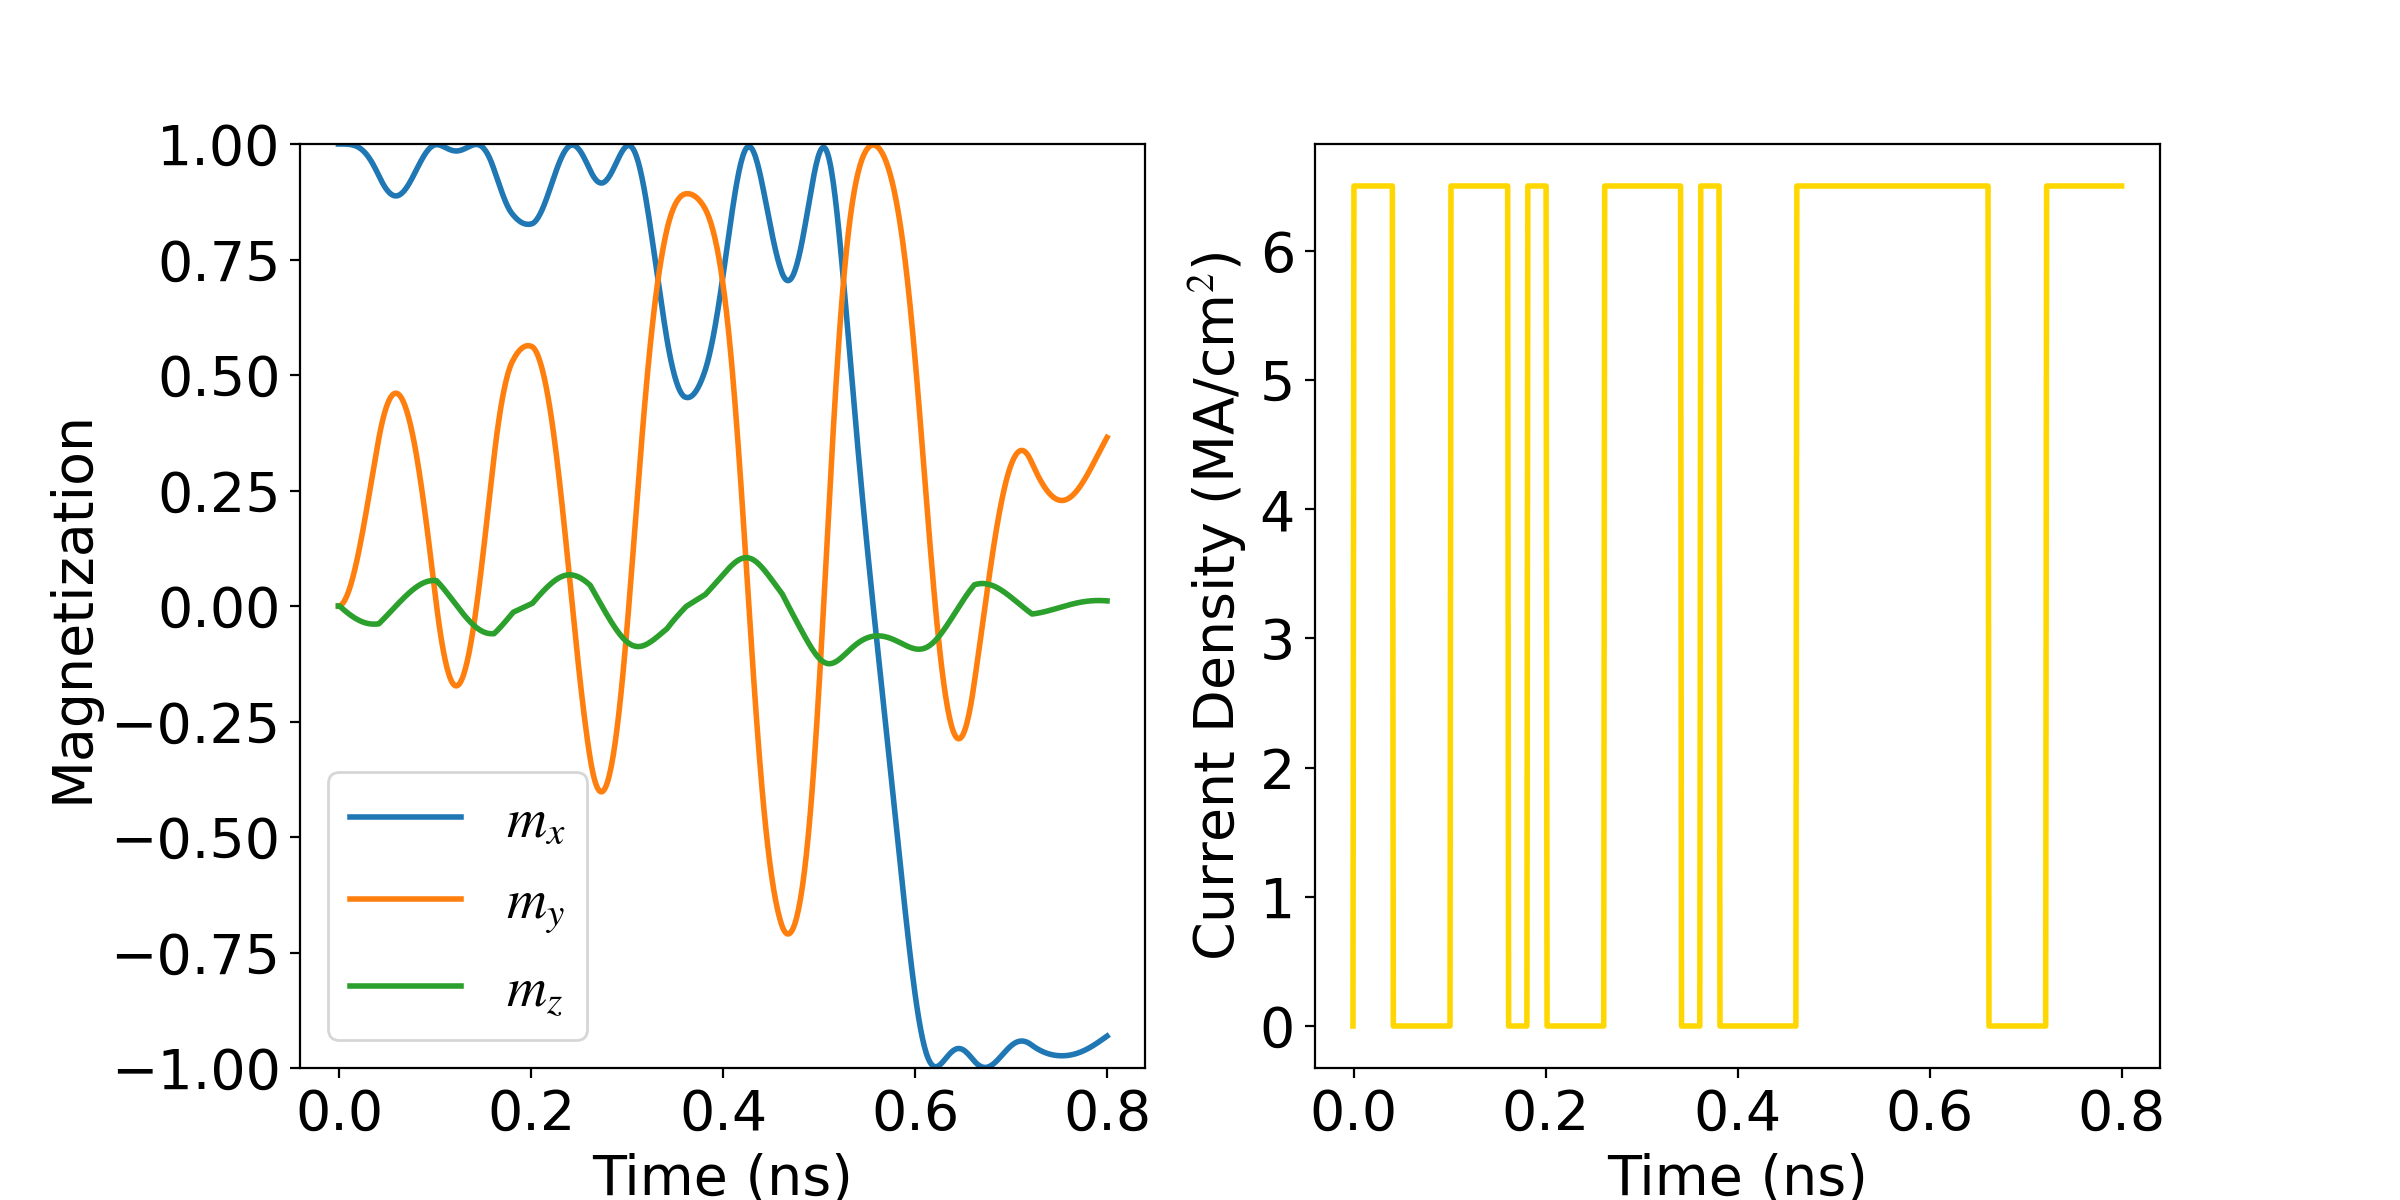 1.00
0.75
0.50
0.25
0.00
−0.25
−0.50
−0.75
−1.00
Magnetization
m_x
m_y
m_z
0.0 0.2 0.4 0.6 0.8
Time (ns)
6
5
4
3
2
1
0
Current Density (MA/cm²)
0.0 0.2 0.4 0.6 0.8
Time (ns)